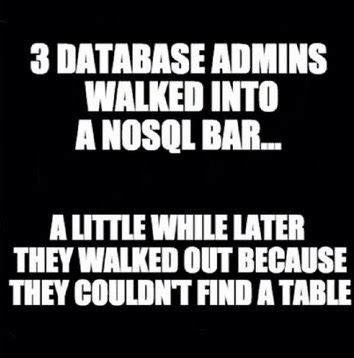 3 DATABASE ADMINS
WALKED INTO
A NOSQL BAR...
A LITTLE WHILE LATER
THEY WALKED OUT BECAUSE
THEY COULDN'T FIND A TABLE